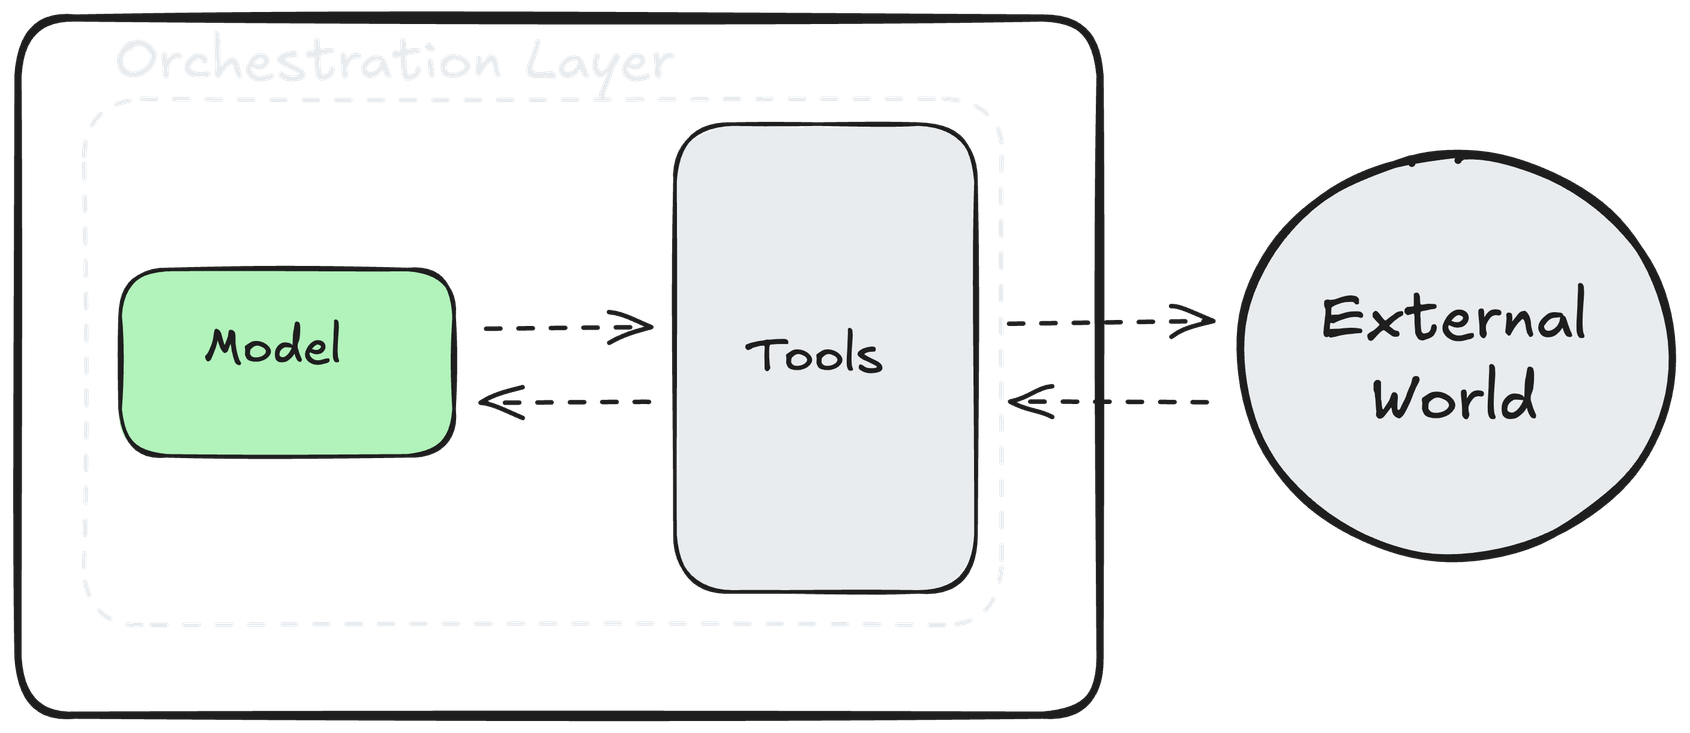 Orchestration Layer
Model
Tools
External
World